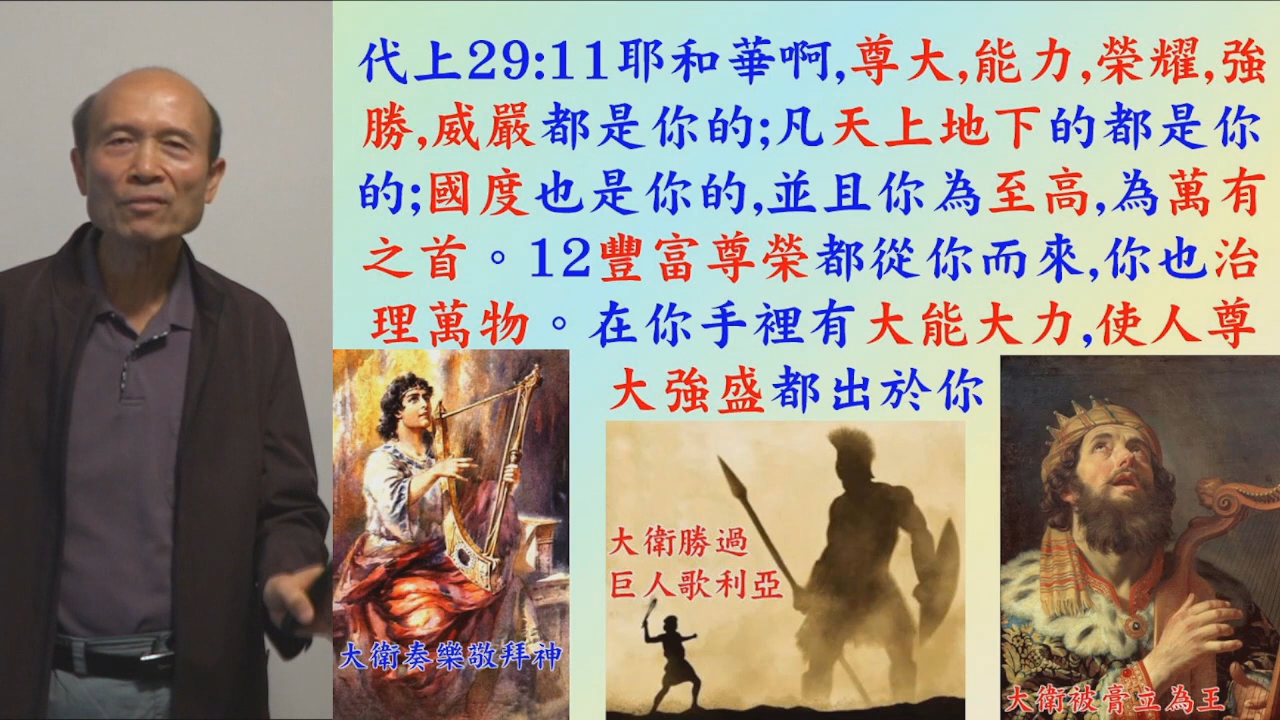 代上29:11耶和華啊,尊大,能力,榮耀,強
勝,威嚴都是你的;凡天上地下的都是你
的;國度也是你的,並且你為至高,為萬有
之首。12豐富尊榮都從你而來,你也治
理萬物。在你手裡有大能大力,使人尊
大強盛都出於你
大衛奏樂敬拜神
大衛勝過
巨人歌利亞
大衛被膏立為王